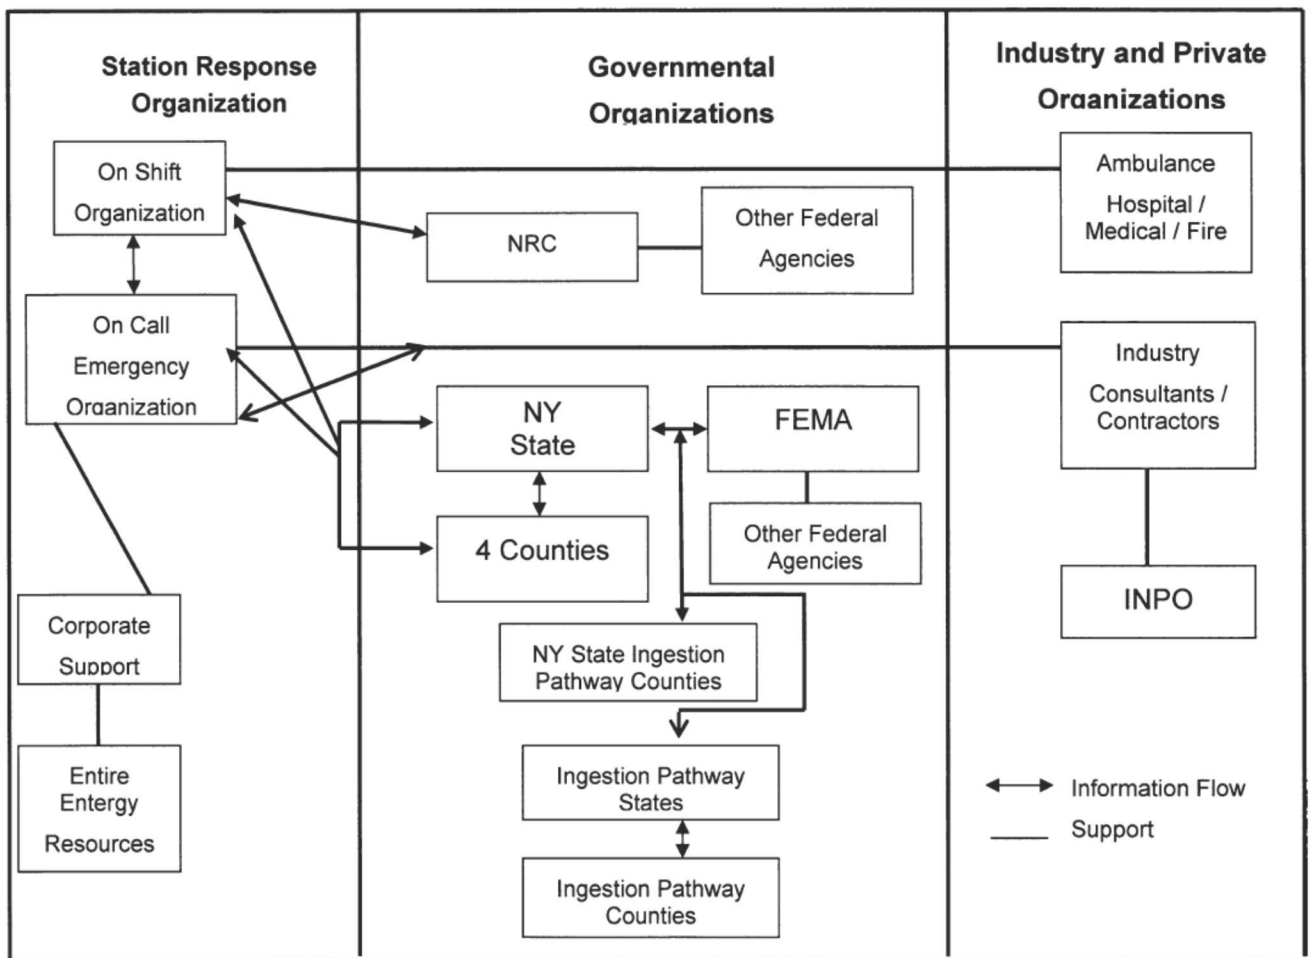 Station Response
Organization
On Shift
Organization
On Call
Emergency
Organization
Corporate
Support
Entire
Entergy
Resources
Governmental
Organizations
NRC
Other Federal
Agencies
NY
State
FEMA
4 Counties
Other Federal
Agencies
NY State Ingestion
Pathway Counties
Ingestion Pathway
States
Ingestion Pathway
Counties
Industry and Private
Organizations
Ambulance
Hospital /
Medical / Fire
Industry
Consultants /
Contractors
INPO
Information Flow
Support